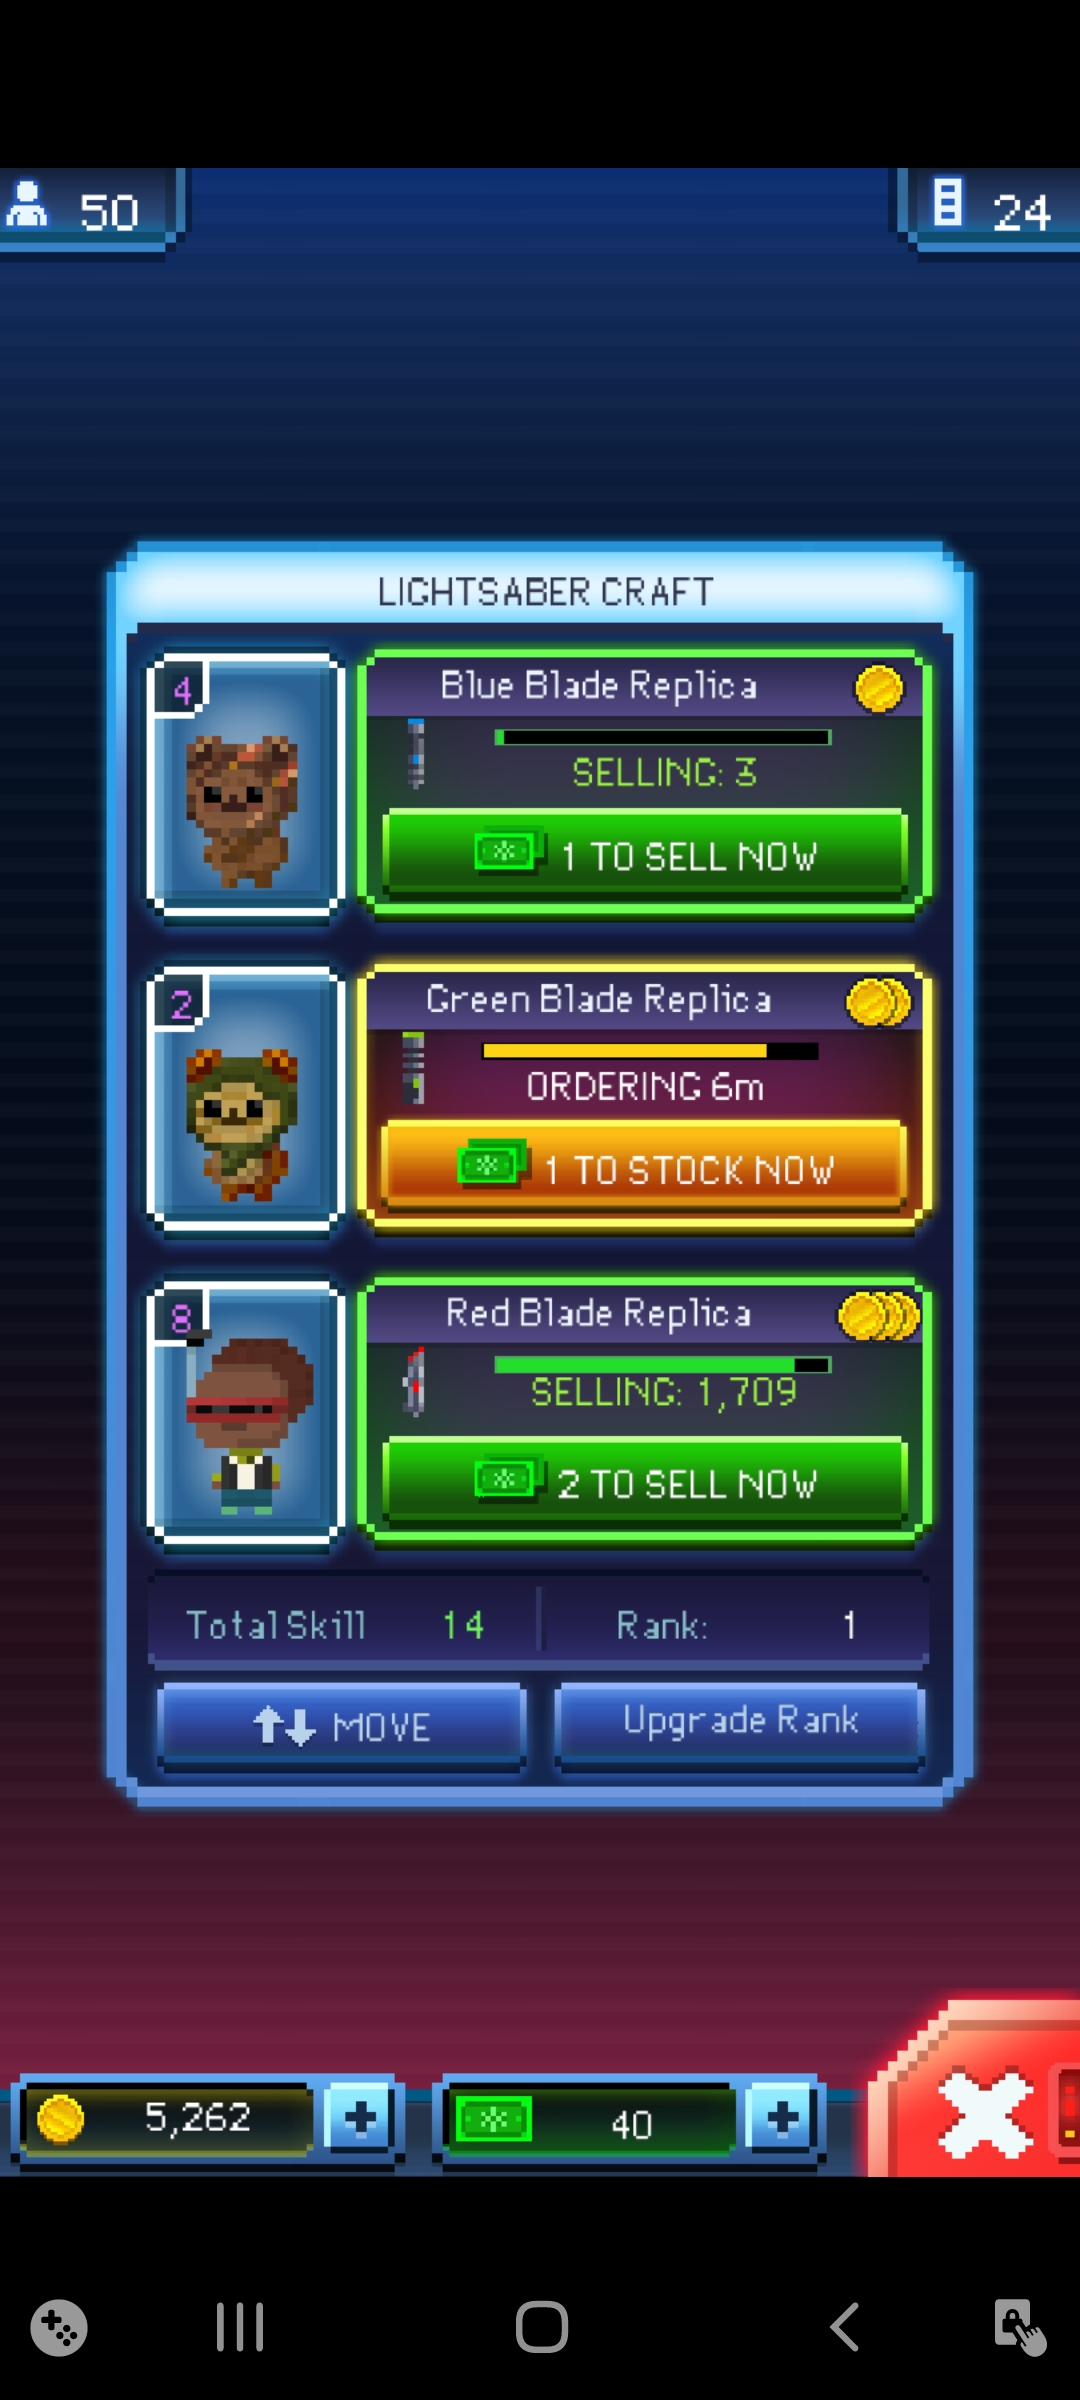 50
24
LIGHTSABER CRAFT
4
Blue Blade Replica
SELLING: 3
1 TO SELL NOW
2
Green Blade Replica
ORDERING 6m
1 TO STOCK NOW
8
Red Blade Replica
SELLING: 1,709
2 TO SELL NOW
Total Skill 14 Rank: 1
MOVE Upgrade Rank
5,262 40